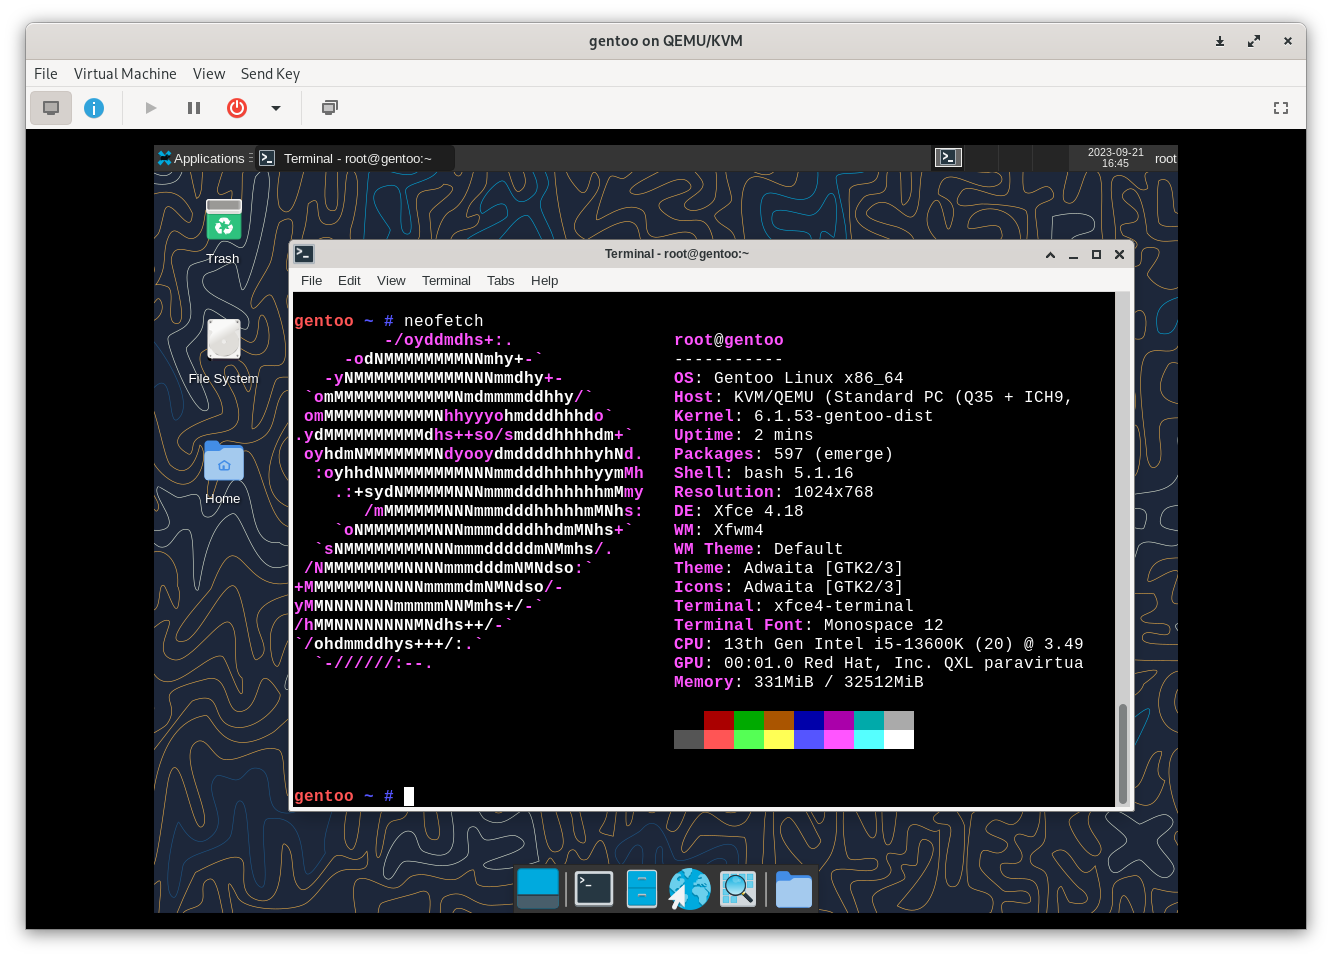 gentoo on QEMU/KVM
File Virtual Machine View Send Key
Applications Terminal - root@gentoo:~ 2023-09-21 16:45 root
Trash
File System
Home
Terminal - root@gentoo:~
File Edit View Terminal Tabs Help
gentoo ~ # neofetch
-/oyddmdhs+:. root@gentoo
-odNMMMMMMMMNNmhy+-` -----------
-yNMMMMMMMMMMMNNNmmdhy+- OS: Gentoo Linux x86_64
`omMMMMMMMMMMMMNmdmmmmddhhy/` Host: KVM/QEMU (Standard PC (Q35 + ICH9,
omMMMMMMMMMMMNhhyyyohmdddhhhdo` Kernel: 6.1.53-gentoo-dist
.ydMMMMMMMMMMdhs++so/smdddhhhhdm+` Uptime: 2 mins
oyhdmNMMMMMMMNdyooydmddddhhhhyhNd. Packages: 597 (emerge)
:oyhhdNNMMMMMMMNNNmmdddhhhhhyymMh Shell: bash 5.1.16
.:+sydNMMMMMNNNmmmdddhhhhhhmMmy Resolution: 1024x768
/mMMMMMMNNNmmmdddhhhhhmMNhs: DE: Xfce 4.18
`oNMMMMMMMNNNmmmddddhhdmMNhs+` WM: Xfwm4
`sNMMMMMMMMNNNmmmdddddmNMmhs/. WM Theme: Default
/NMMMMMMMMNNNNmmmdddmNMNdso:` Theme: Adwaita [GTK2/3]
+MMMMMMMNNNNNmmmmdmNMNdso/- Icons: Adwaita [GTK2/3]
yMMNNNNNNNmmmmmNNMmhs+/-` Terminal: xfce4-terminal
/hMMNNNNNNNNMNdhs++/-` Terminal Font: Monospace 12
`/ohdmmddhys+++/:.` CPU: 13th Gen Intel i5-13600K (20) @ 3.49
`-//////:--. GPU: 00:01.0 Red Hat, Inc. QXL paravirtua
Memory: 331MiB / 32512MiB
gentoo ~ #